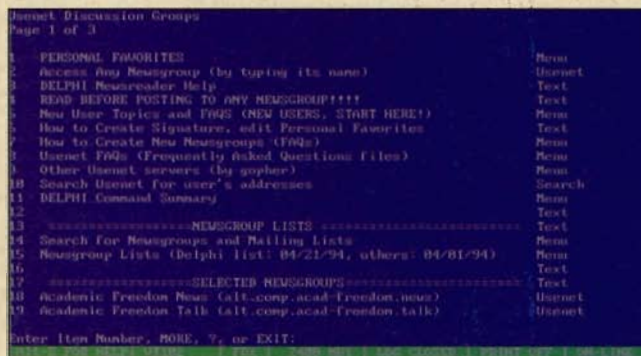 Usenet Discussion Groups
Page 1 of 3
1 PERSONAL FAVORITES Menu
2 Access Any Newsgroup (by typing its name) Usenet
3 DELPHI Newsreader Help Text
4 READ BEFORE POSTING TO ANY NEWSGROUP!!!! Text
5 New User Topics and FAQS (NEW USERS, START HERE!) Menu
6 How to Create Signature, edit Personal Favorites Menu
7 How to Create New Newsgroups (FAQs) Menu
8 Usenet FAQs (Frequently Asked Questions files) Menu
9 Other Usenet servers (by gopher) Menu
10 Search Usenet for user's addresses Search
11 DELPHI Command Summary Menu
12 Text
13 ==================NEWSGROUP LISTS========================= Text
14 Search for Newsgroups and Mailing Lists Menu
15 Newsgroup Lists (Delphi list: 04/21/94, others: 04/01/94) Menu
16 Text
17 ==================SELECTED NEWSGROUPS===================== Text
18 Academic Freedom News (alt.comp.acad-freedom.news) Usenet
19 Academic Freedom Talk (alt.comp.acad-freedom.talk) Usenet
Enter Item Number, MORE, ?, or EXIT: